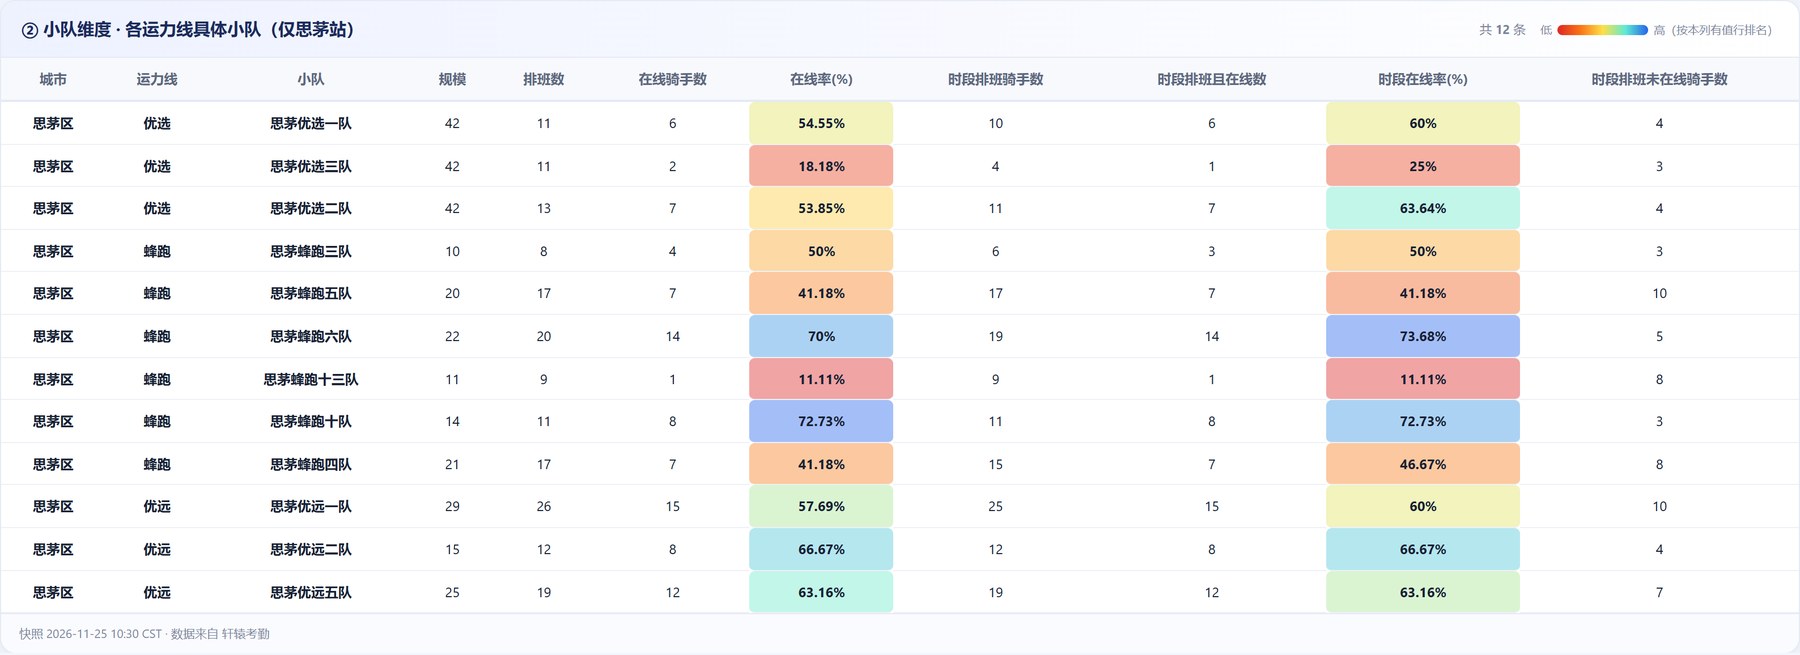 ② 小队维度 · 各运力线具体小队（仅思茅站）
共 12 条 低 高 (按本列有值行排名)
城市 运力线 小队 规模 排班数 在线骑手数 在线率(%) 时段排班骑手数 时段排班且在线数 时段在线率(%) 时段排班未在线骑手数
思茅区 优选 思茅优选一队 42 11 6 54.55% 10 6 60% 4
思茅区 优选 思茅优选三队 42 11 2 18.18% 4 1 25% 3
思茅区 优选 思茅优选二队 42 13 7 53.85% 11 7 63.64% 4
思茅区 蜂跑 思茅蜂跑三队 10 8 4 50% 6 3 50% 3
思茅区 蜂跑 思茅蜂跑五队 20 17 7 41.18% 17 7 41.18% 10
思茅区 蜂跑 思茅蜂跑六队 22 20 14 70% 19 14 73.68% 5
思茅区 蜂跑 思茅蜂跑十三队 11 9 1 11.11% 9 1 11.11% 8
思茅区 蜂跑 思茅蜂跑十队 14 11 8 72.73% 11 8 72.73% 3
思茅区 蜂跑 思茅蜂跑四队 21 17 7 41.18% 15 7 46.67% 8
思茅区 优远 思茅优远一队 29 26 15 57.69% 25 15 60% 10
思茅区 优远 思茅优远二队 15 12 8 66.67% 12 8 66.67% 4
思茅区 优远 思茅优远五队 25 19 12 63.16% 19 12 63.16% 7
快照 2026-11-25 10:30 CST · 数据来自 轩辕考勤